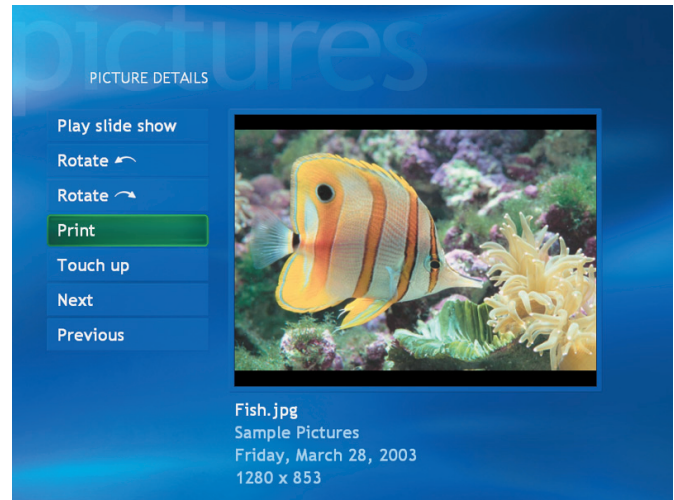 pictures
PICTURE DETAILS
Play slide show
Rotate
Rotate
Print
Touch up
Next
Previous
Fish.jpg
Sample Pictures
Friday, March 28, 2003
1280 x 853